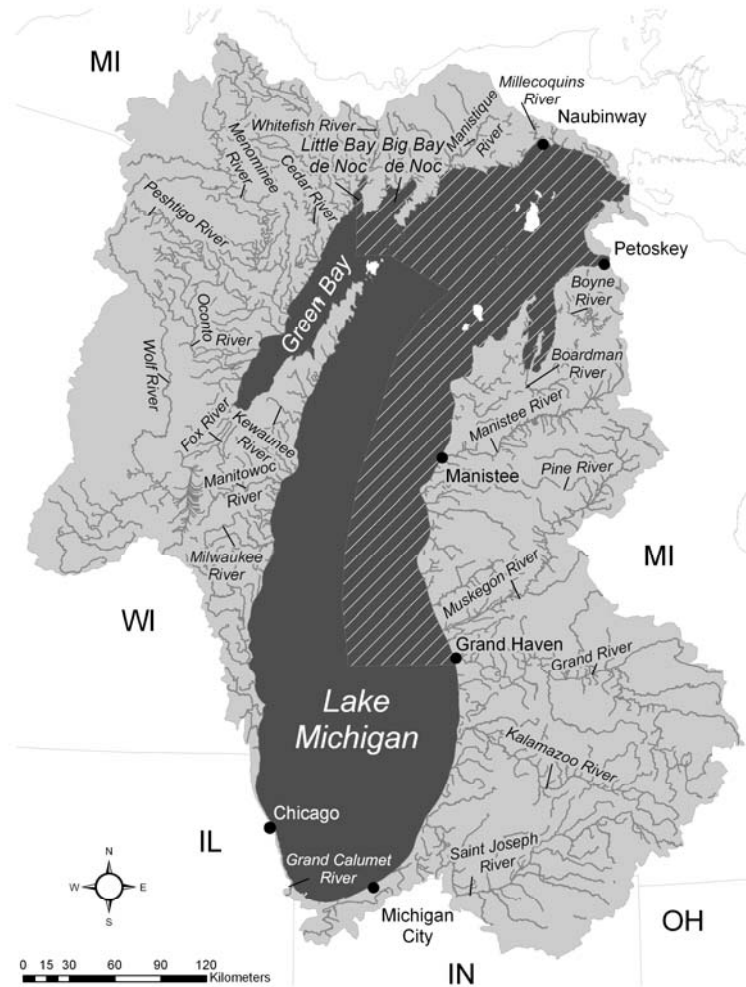 MI
Millecoquins
River
Naubinway
Whitefish River
Manistique
River
Little Bay
de Noc
Big Bay
de Noc
Menominee
River
Cedar River
Peshtigo River
Petoskey
Green Bay
Boyne
River
Oconto
River
Wolf River
Boardman
River
Fox River
Kewaunee
River
Manistee River
Manistee
Manitowoc
River
Pine River
Milwaukee
River
MI
Muskegon River
WI
Grand Haven
Grand River
Lake
Michigan
Kalamazoo River
Chicago
IL
Saint Joseph
River
Grand Calumet
River
N
W
E
S
Michigan
City
OH
IN
0 15 30 60 90 120
Kilometers